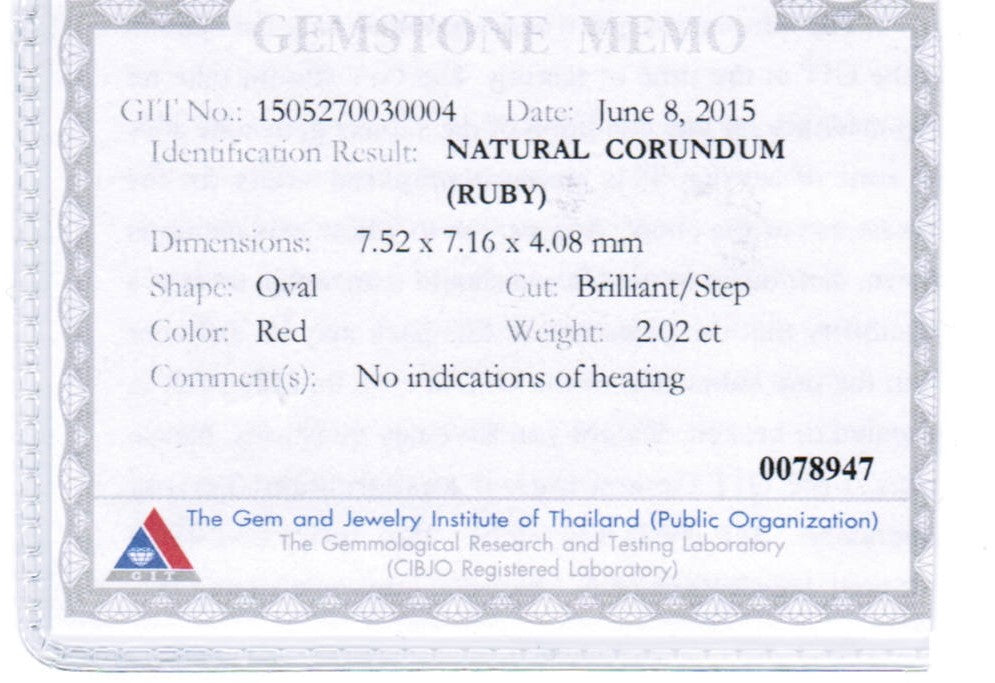 GEMSTONE MEMO
GIT No.: 1505270030004 Date: June 8, 2015
Identification Result: NATURAL CORUNDUM
(RUBY)
Dimensions: 7.52 x 7.16 x 4.08 mm
Shape: Oval Cut: Brilliant/Step
Color: Red Weight: 2.02 ct
Comment(s): No indications of heating
0078947
The Gem and Jewelry Institute of Thailand (Public Organization)
The Gemmological Research and Testing Laboratory
(CIBJO Registered Laboratory)
GIT